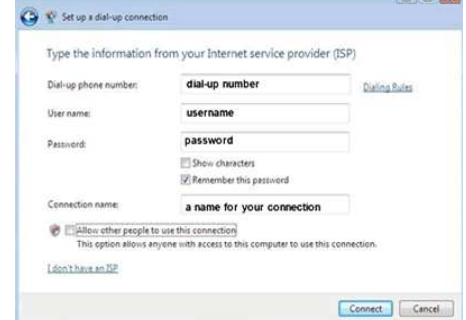 Set up a dial-up connection
Type the information from your Internet service provider (ISP)
Dial-up phone number: dial-up number Dialing Rules
User name: username
Password: password
Show characters
Remember this password
Connection name: a name for your connection
Allow other people to use this connection
This option allows anyone with access to this computer to use this connection.
I don't have an ISP
Connect Cancel